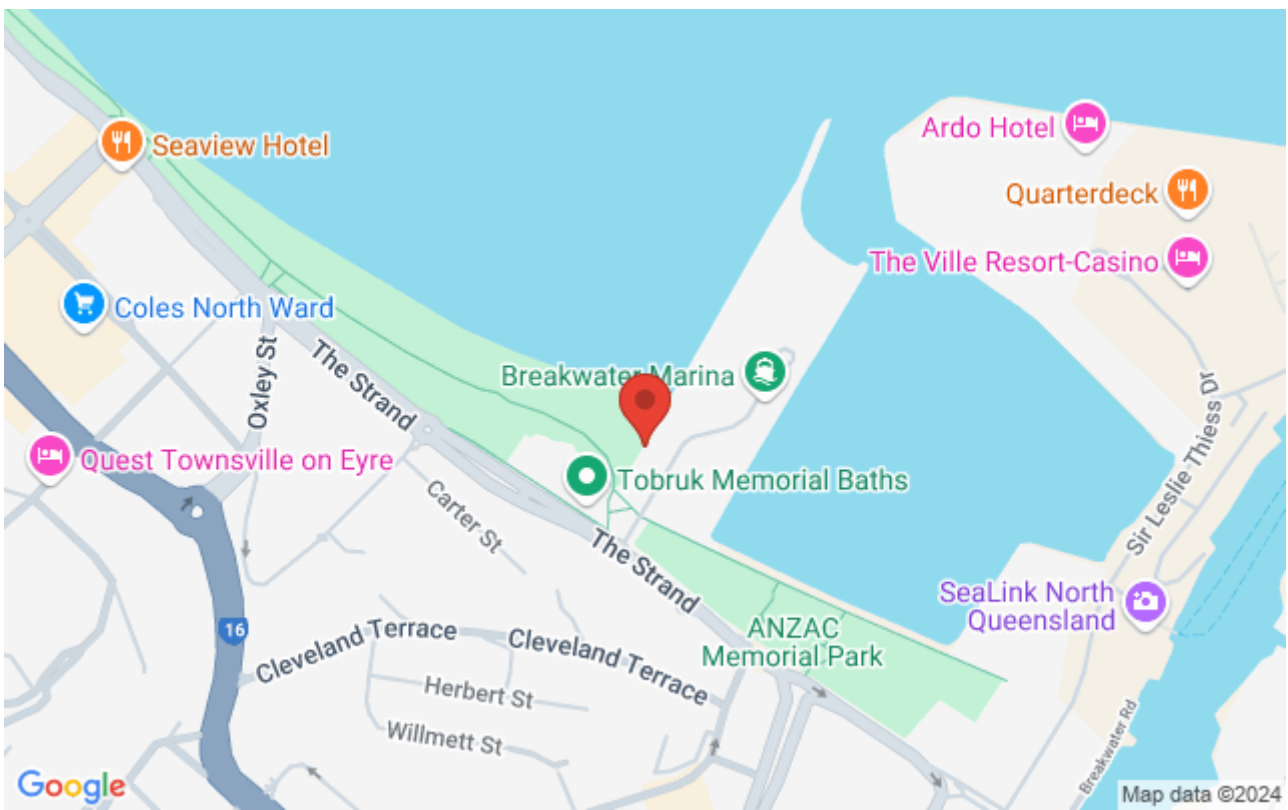 Seaview Hotel
Ardo Hotel
Quarterdeck
The Ville Resort-Casino
Coles North Ward
Oxley St
The Strand
Breakwater Marina
Quest Townsville on Eyre
Tobruk Memorial Baths
Carter St
The Strand
Sir Leslie Thiess Dr
SeaLink North
Queensland
16
Cleveland Terrace
Cleveland Terrace
ANZAC
Memorial Park
Herbert St
Willmett St
Breakwater Rd
Google
Map data ©2024